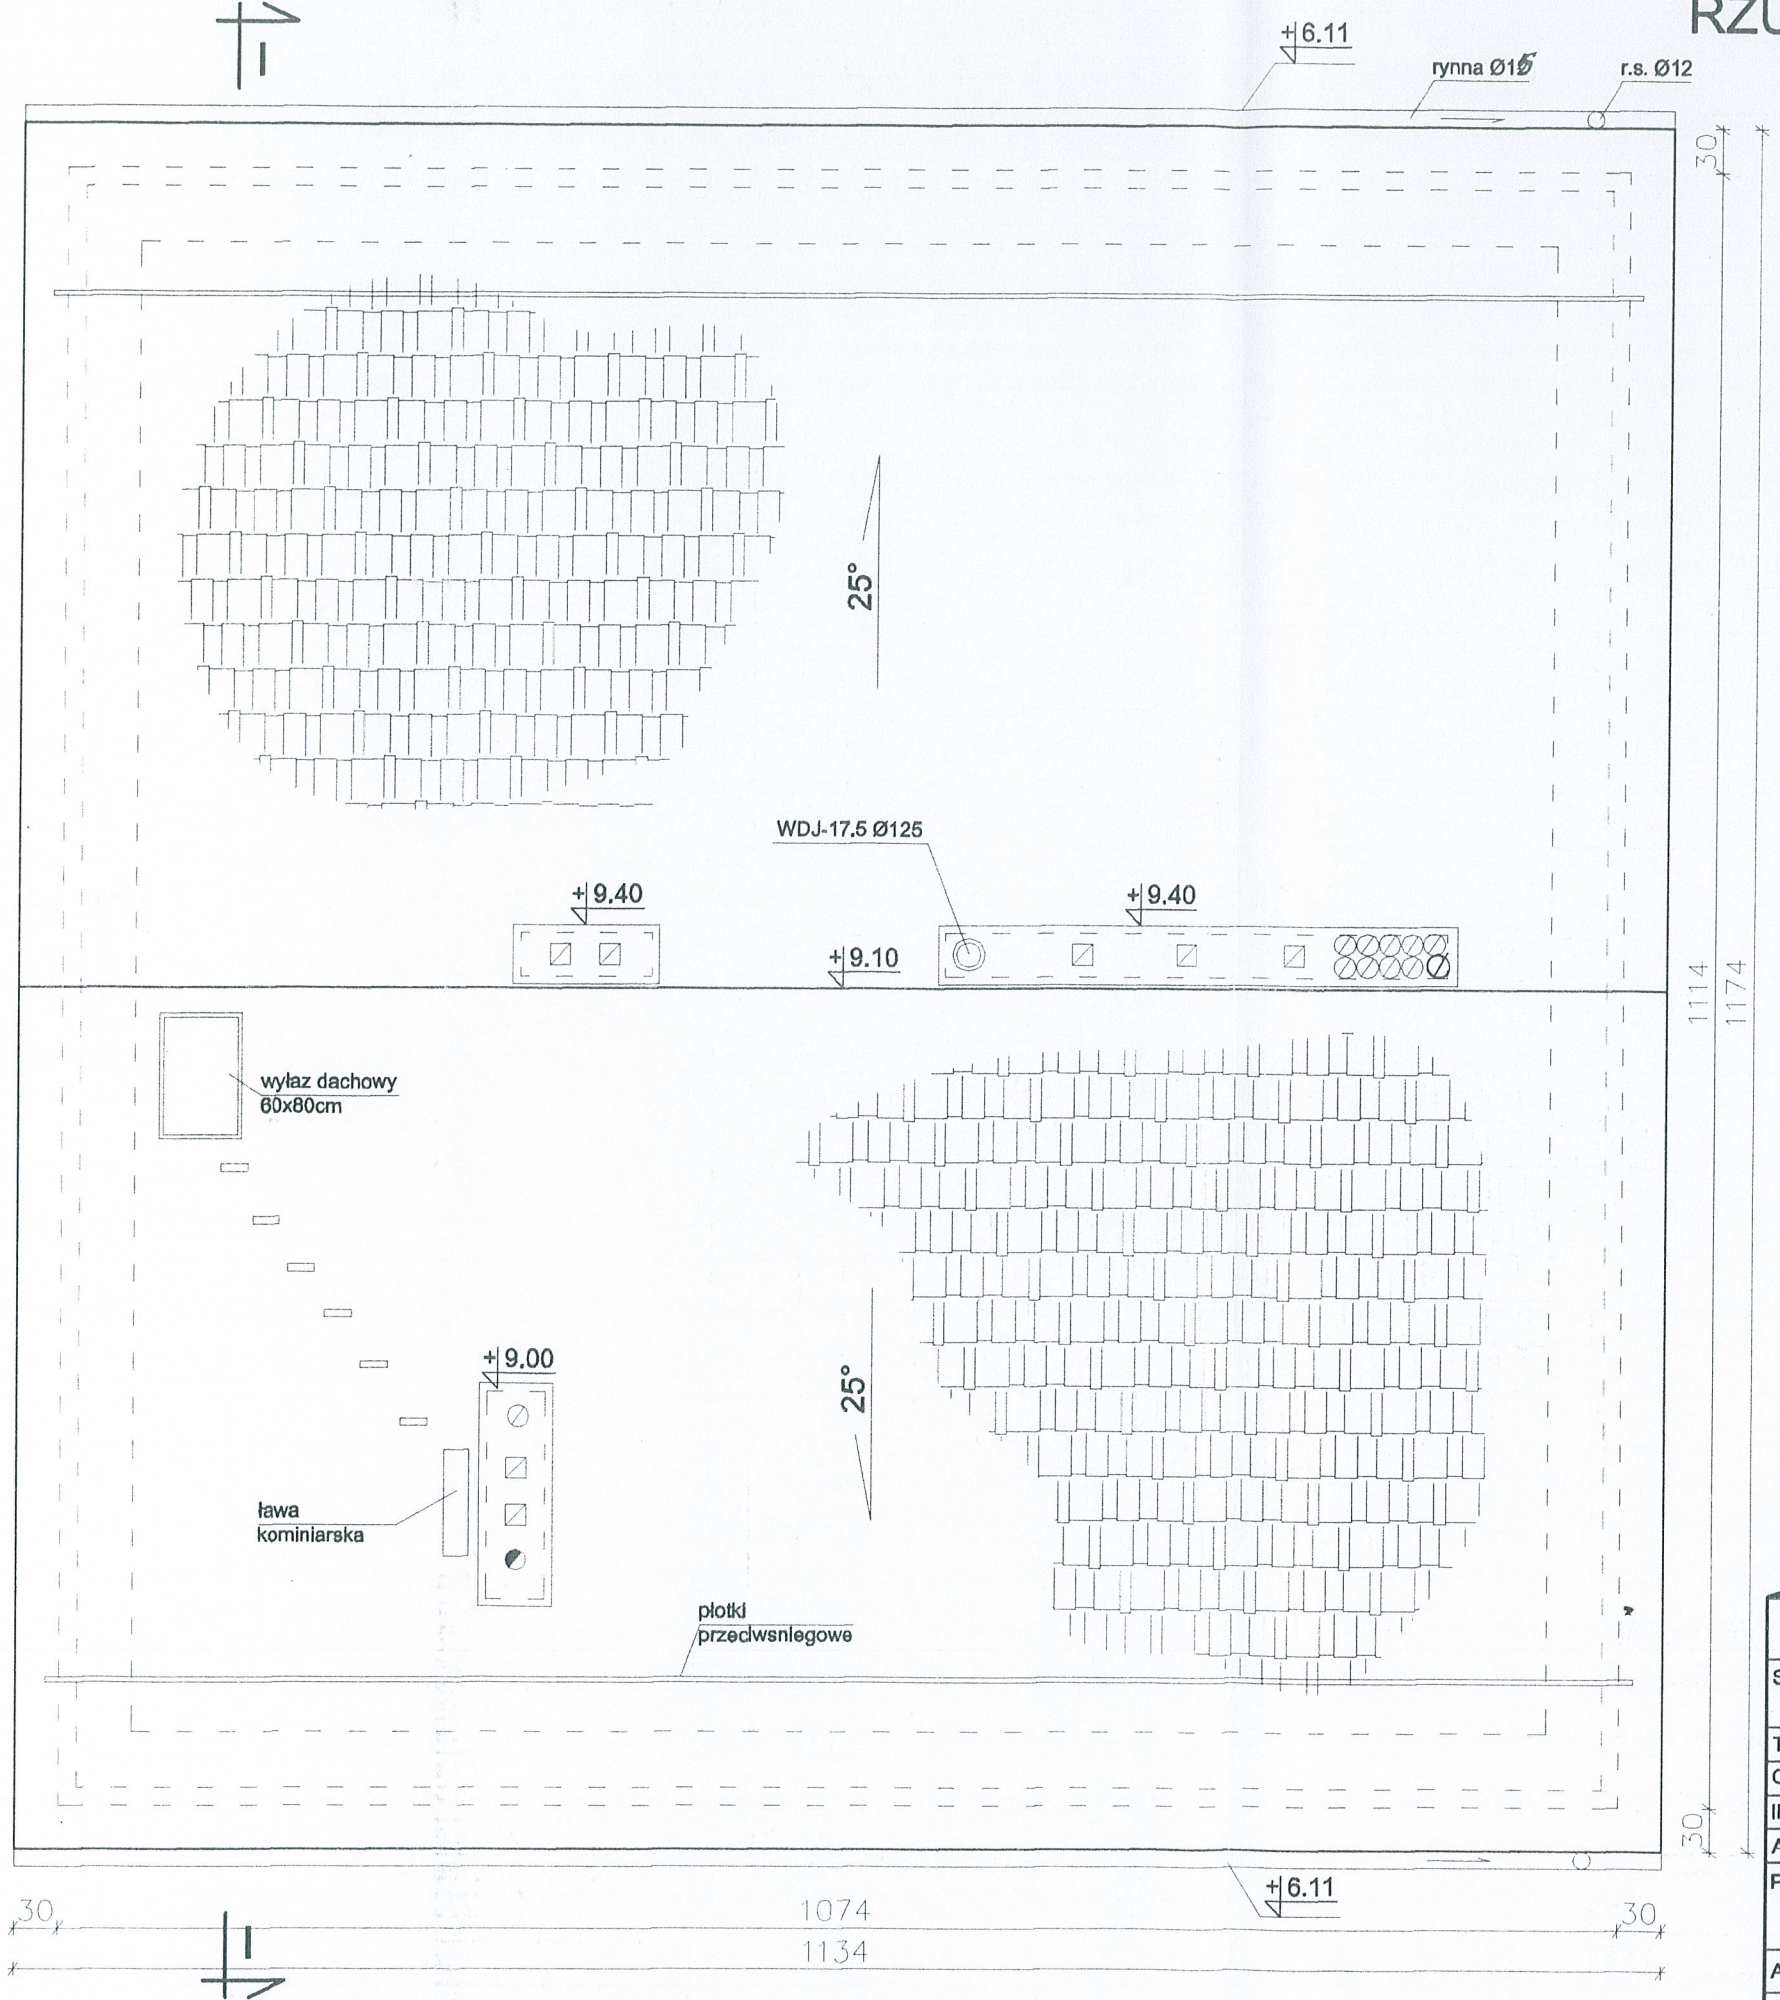 RZU
+6.11
rynna Ø15
r.s. Ø12
I
30
25°
WDJ-17.5 Ø125
+9.40
+9.40
+9.10
1114
1174
wyłaz dachowy
60x80cm
+9.00
25°
ława
kominiarska
płotki
przeciwsniegowe
S
T
A
P
30
+6.11
30
1074
30
1134
I
A